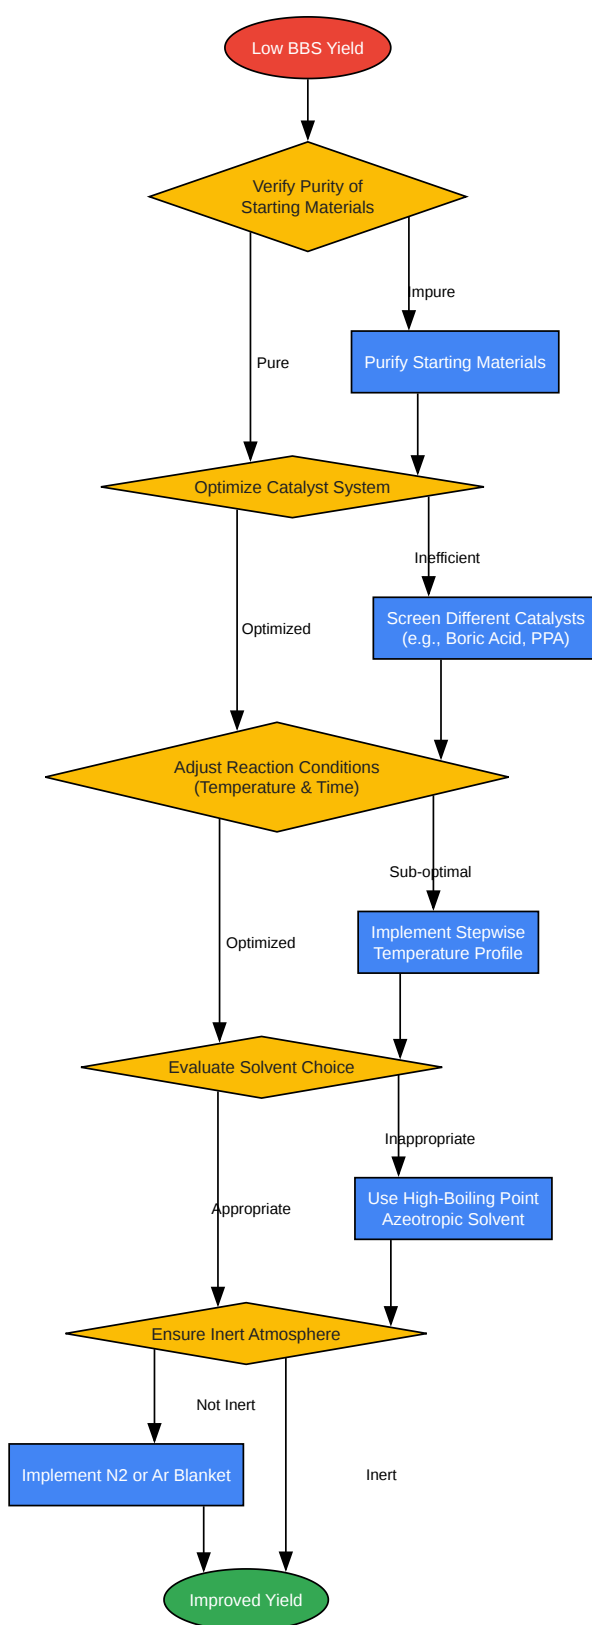 Low BBS Yield
Verify Purity of
Starting Materials
Impure
Pure
Purify Starting Materials
Optimize Catalyst System
Inefficient
Optimized
Screen Different Catalysts
(e.g., Boric Acid, PPA)
Adjust Reaction Conditions
(Temperature & Time)
Sub-optimal
Optimized
Implement Stepwise
Temperature Profile
Evaluate Solvent Choice
Inappropriate
Appropriate
Use High-Boiling Point
Azeotropic Solvent
Ensure Inert Atmosphere
Not Inert
Inert
Implement N2 or Ar Blanket
Improved Yield